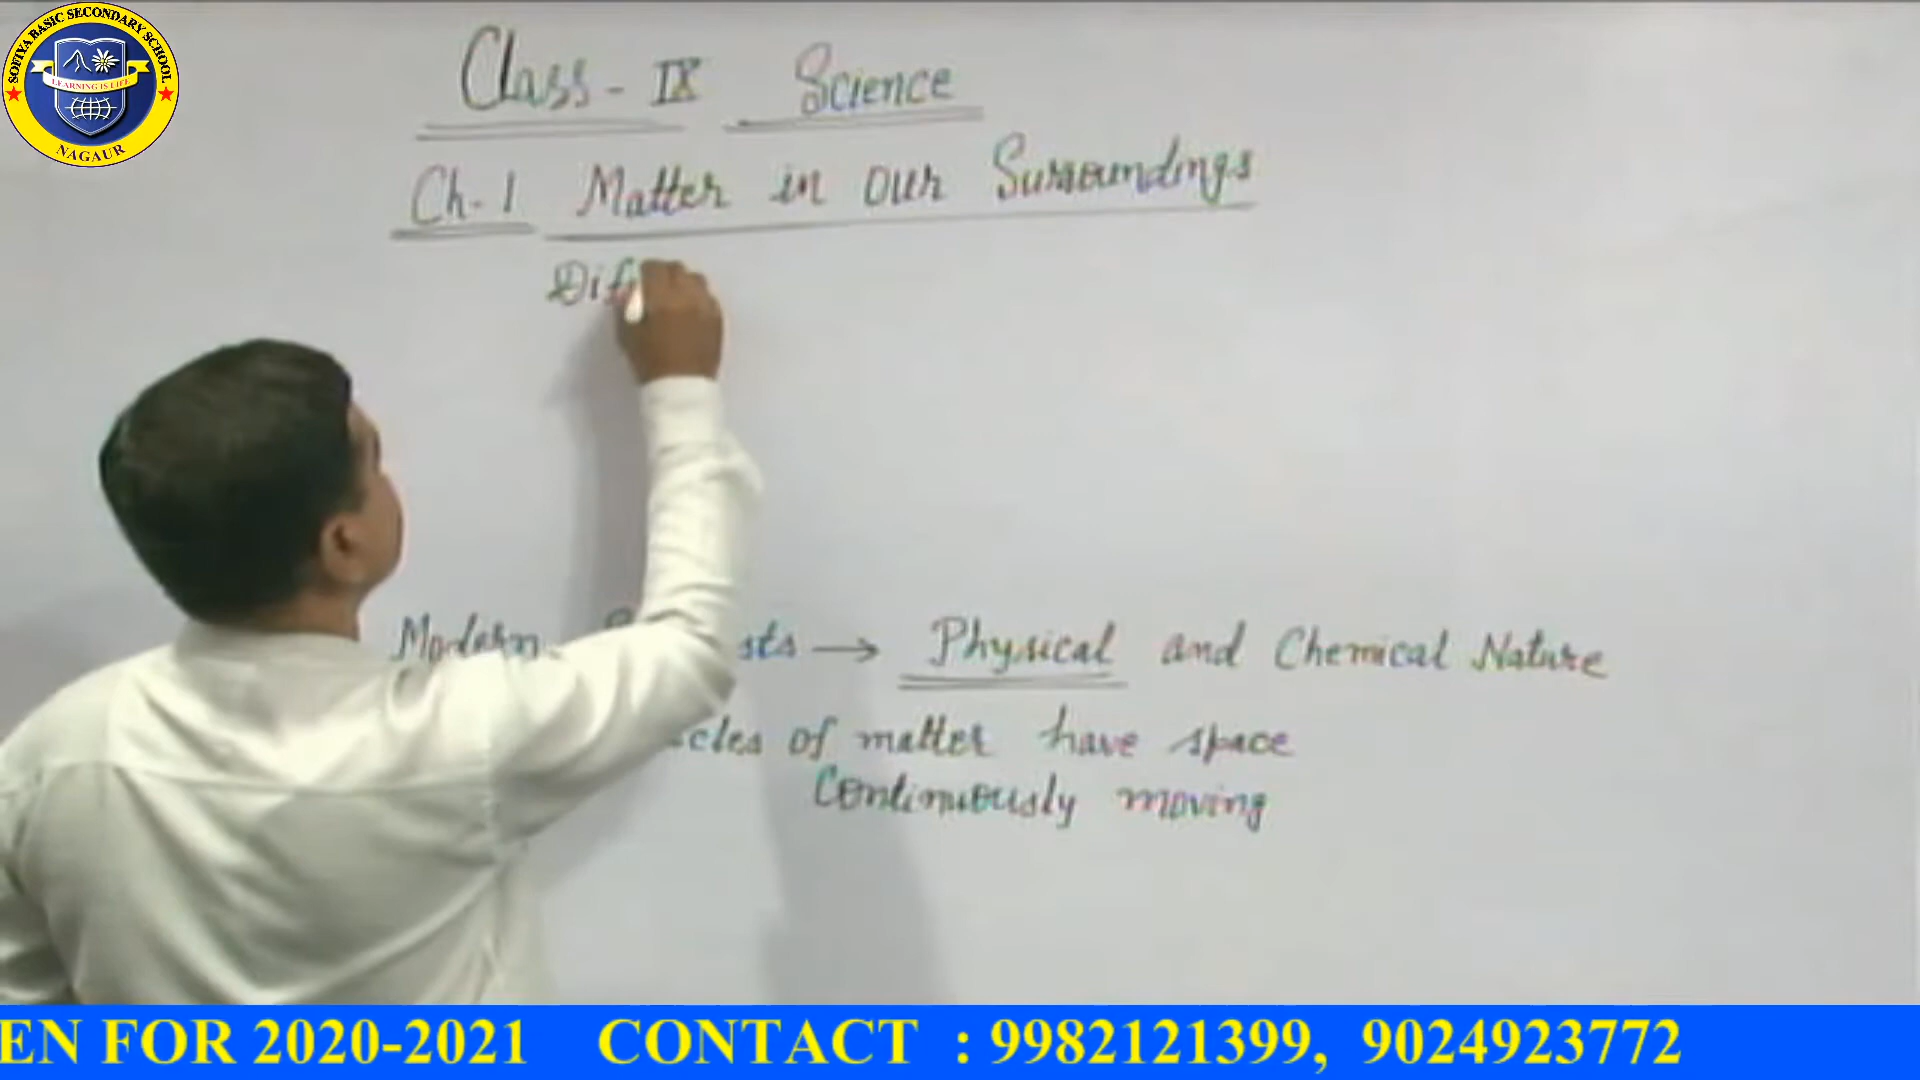 SOFIYA BASIC SECONDARY SCHOOL
LEARNING IS LIFE
NAGAUR
Class - IX Science
Ch. 1 Matter in our Surroundings
Dif
Modern sts → Physical and Chemical Nature
cles of matter have space
Continuously moving
EN FOR 2020-2021 CONTACT : 9982121399, 9024923772